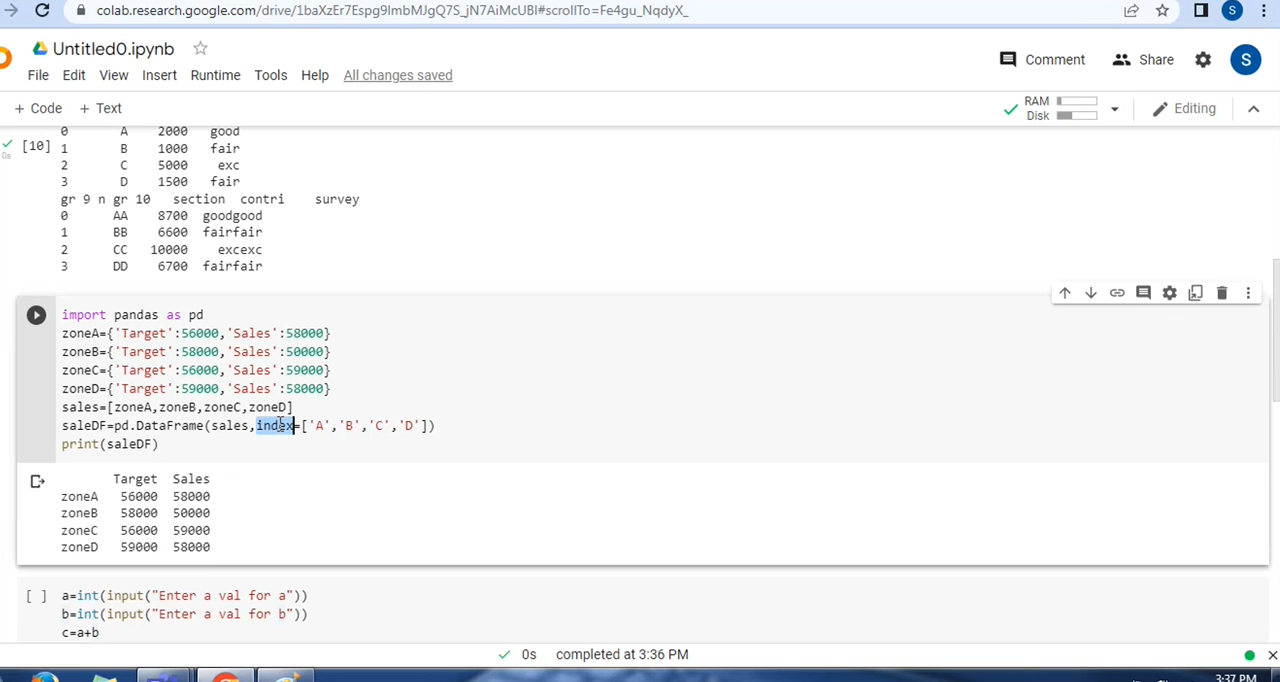 colab.research.google.com/drive/1baXzEr7Espg9lmbMJgQ7S_jN7AiMcUBI#scrollTo=Fe4gu_NqdyX_
S
Untitled0.ipynb
File Edit View Insert Runtime Tools Help All changes saved
Comment Share S
+ Code + Text
RAM
Disk
Editing
0 A 2000 good
[10] 1 B 1000 fair
0s
2 C 5000 exc
3 D 1500 fair
gr 9 n gr 10 section contri survey
0 AA 8700 goodgood
1 BB 6600 fairfair
2 CC 10000 excexc
3 DD 6700 fairfair
import pandas as pd
zoneA={'Target':56000,'Sales':58000}
zoneB={'Target':58000,'Sales':50000}
zoneC={'Target':56000,'Sales':59000}
zoneD={'Target':59000,'Sales':58000}
sales=[zoneA,zoneB,zoneC,zoneD]
saleDF=pd.DataFrame(sales,index=['A','B','C','D'])
print(saleDF)
Target Sales
zoneA 56000 58000
zoneB 58000 50000
zoneC 56000 59000
zoneD 59000 58000
[ ] a=int(input("Enter a val for a"))
b=int(input("Enter a val for b"))
c=a+b
0s completed at 3:36 PM
3:37 PM